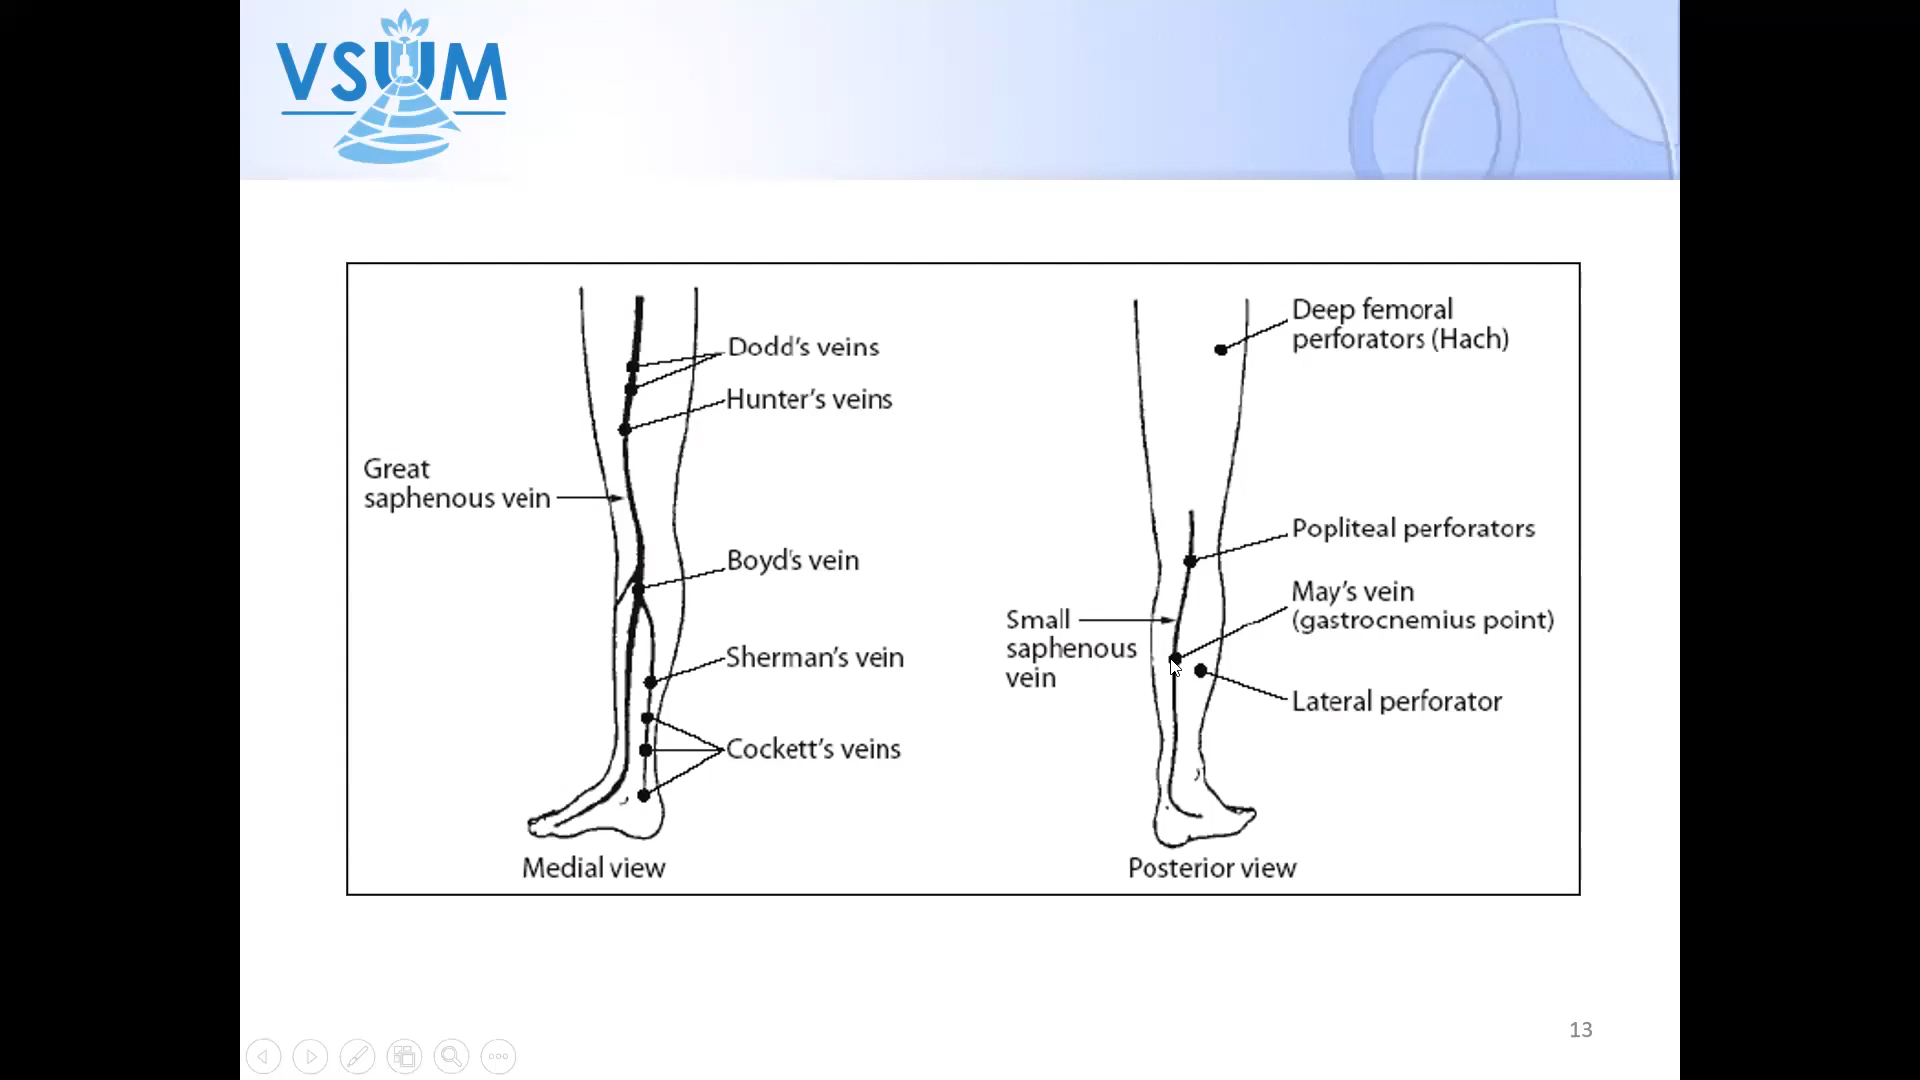 VSUM
Dodd's veins
Hunter's veins
Great
saphenous vein
Boyd's vein
Sherman's vein
Cockett's veins
Medial view
Deep femoral
perforators (Hach)
Popliteal perforators
May's vein
(gastrocnemius point)
Small
saphenous
vein
Lateral perforator
Posterior view
13